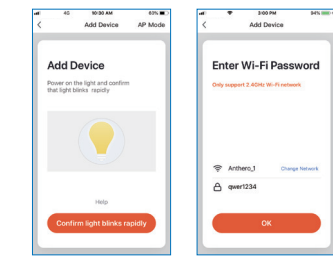 4G 10:30 AM 83%
Add Device AP Mode
Add Device
Power on the light and confirm
that light blinks rapidly
Help
Confirm light blinks rapidly
3:00 PM 94%
Add Device
Enter Wi-Fi Password
Only support 2.4GHz Wi-Fi network
Anthero_1 Change Network
qwer1234
OK